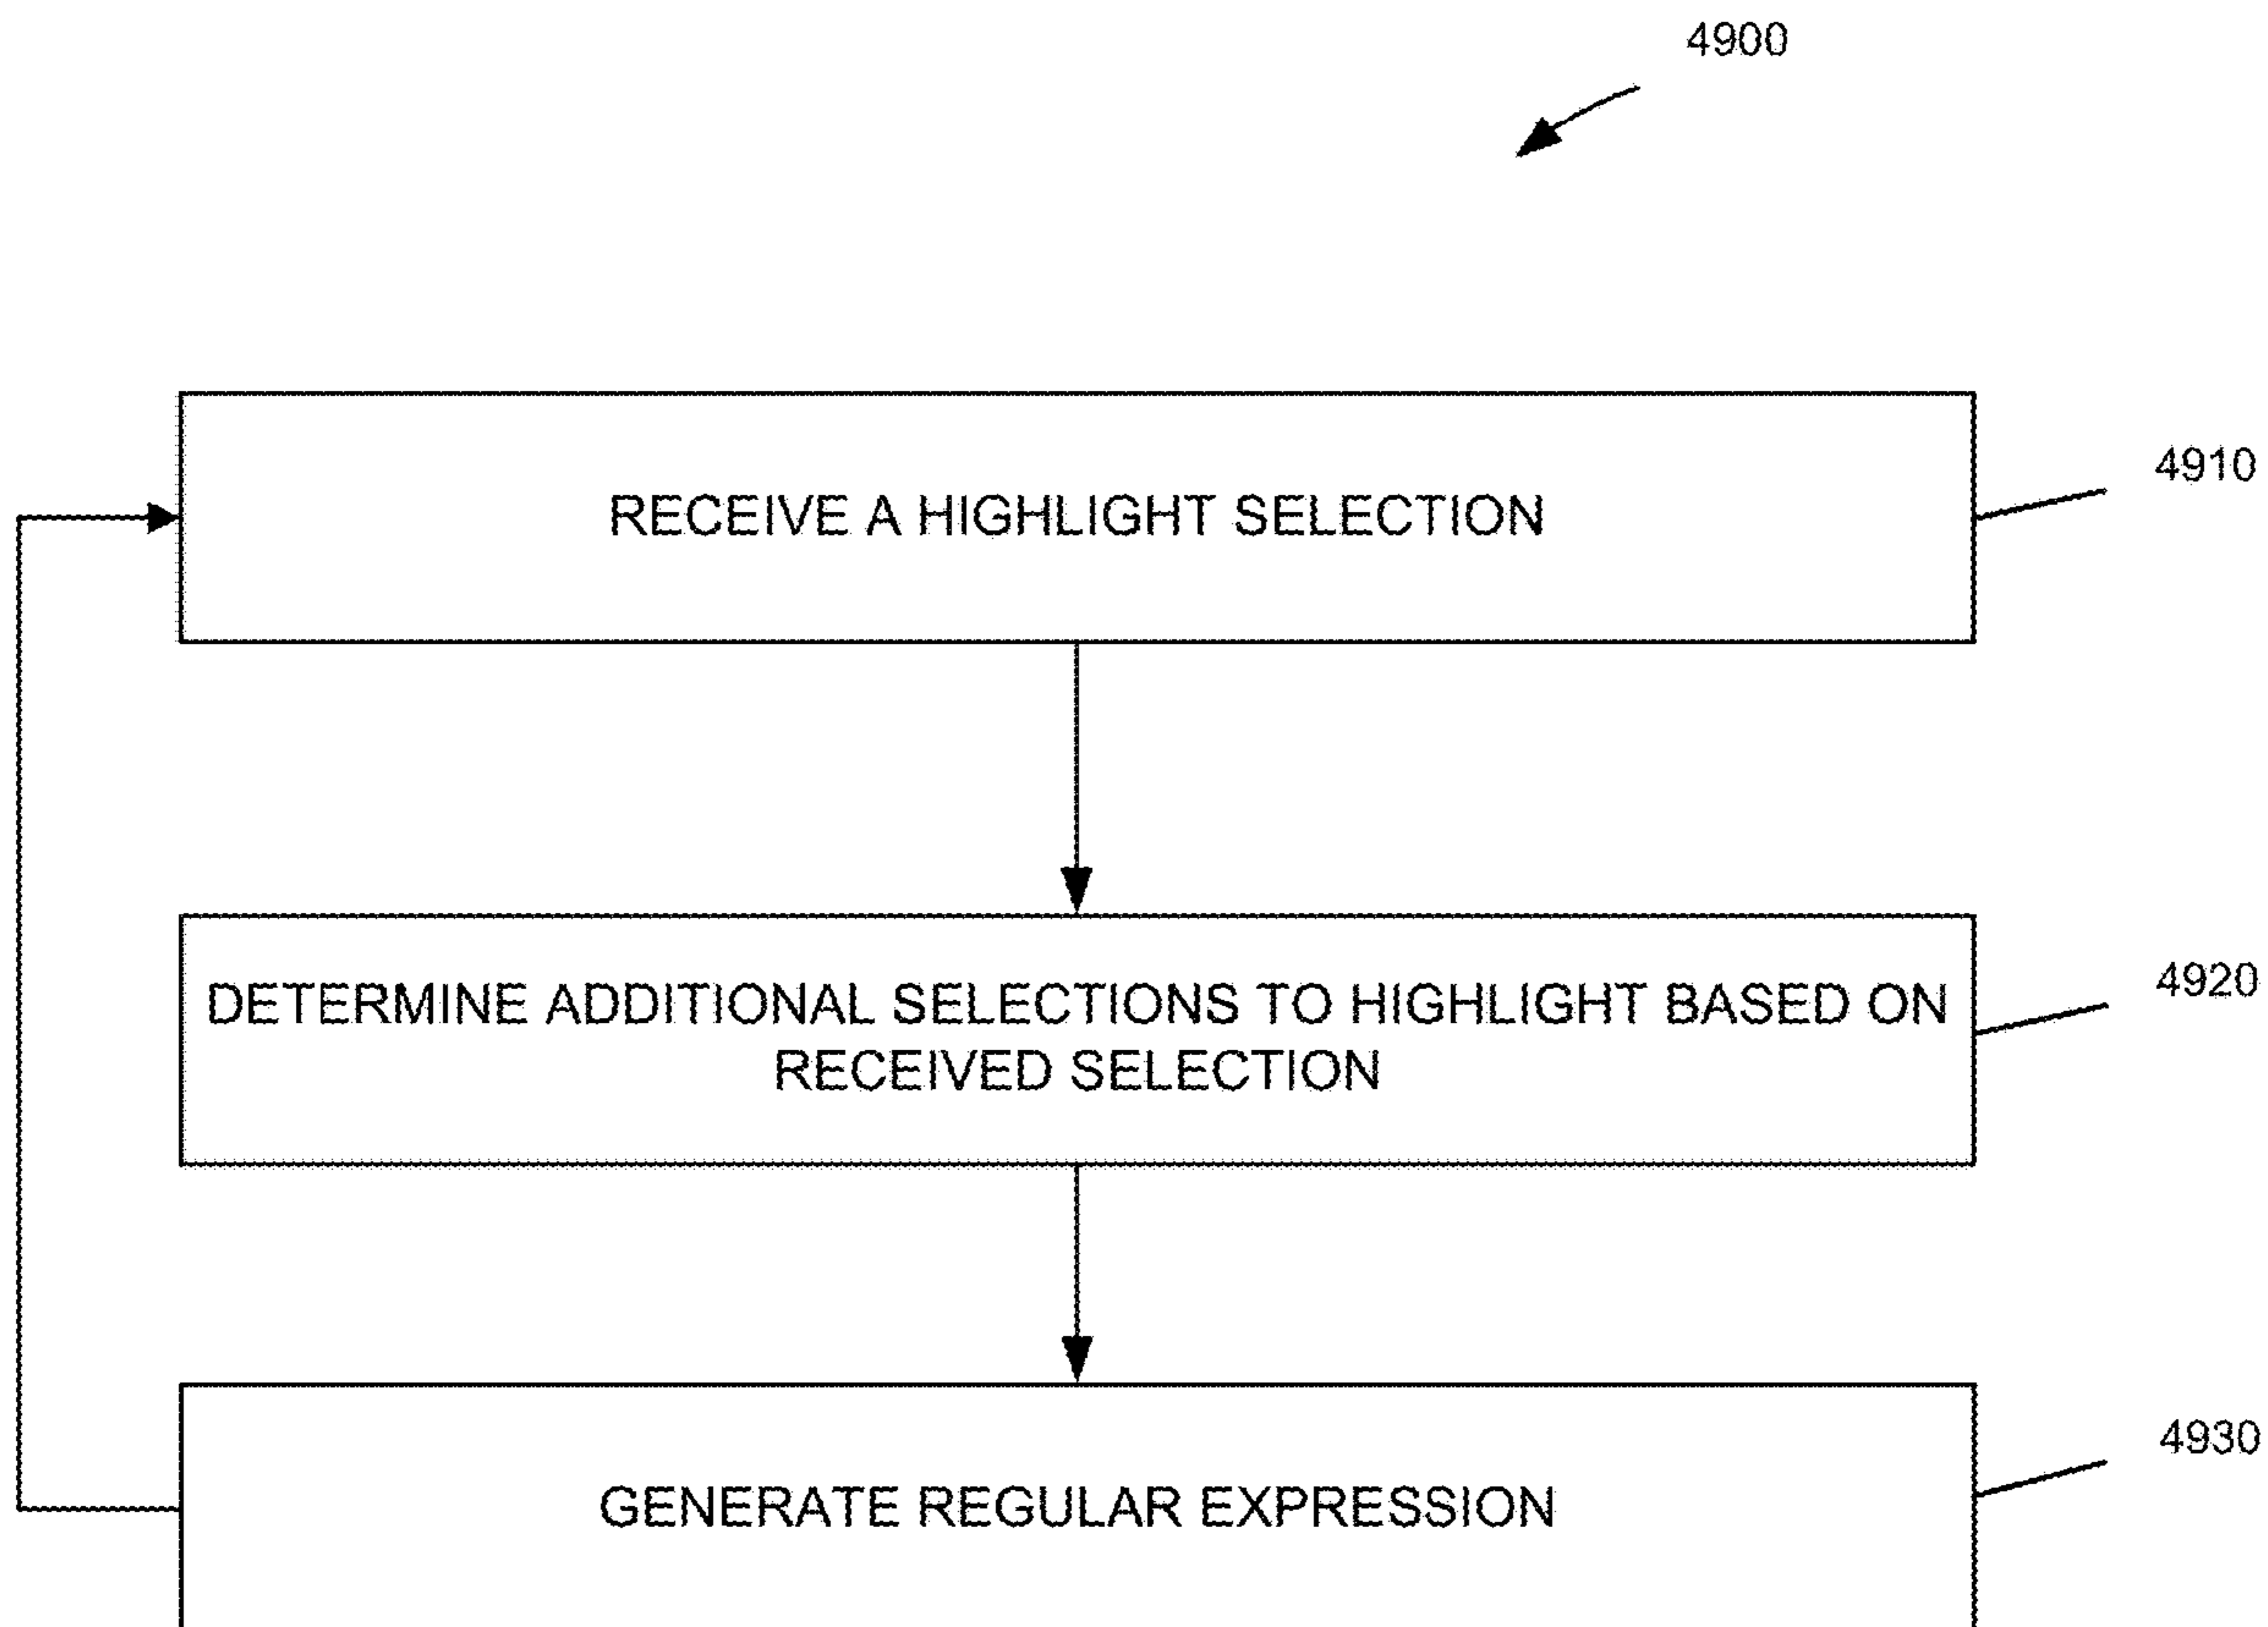 4900
RECEIVE A HIGHLIGHT SELECTION
4910
DETERMINE ADDITIONAL SELECTIONS TO HIGHLIGHT BASED ON
RECEIVED SELECTION
4920
GENERATE REGULAR EXPRESSION
4930